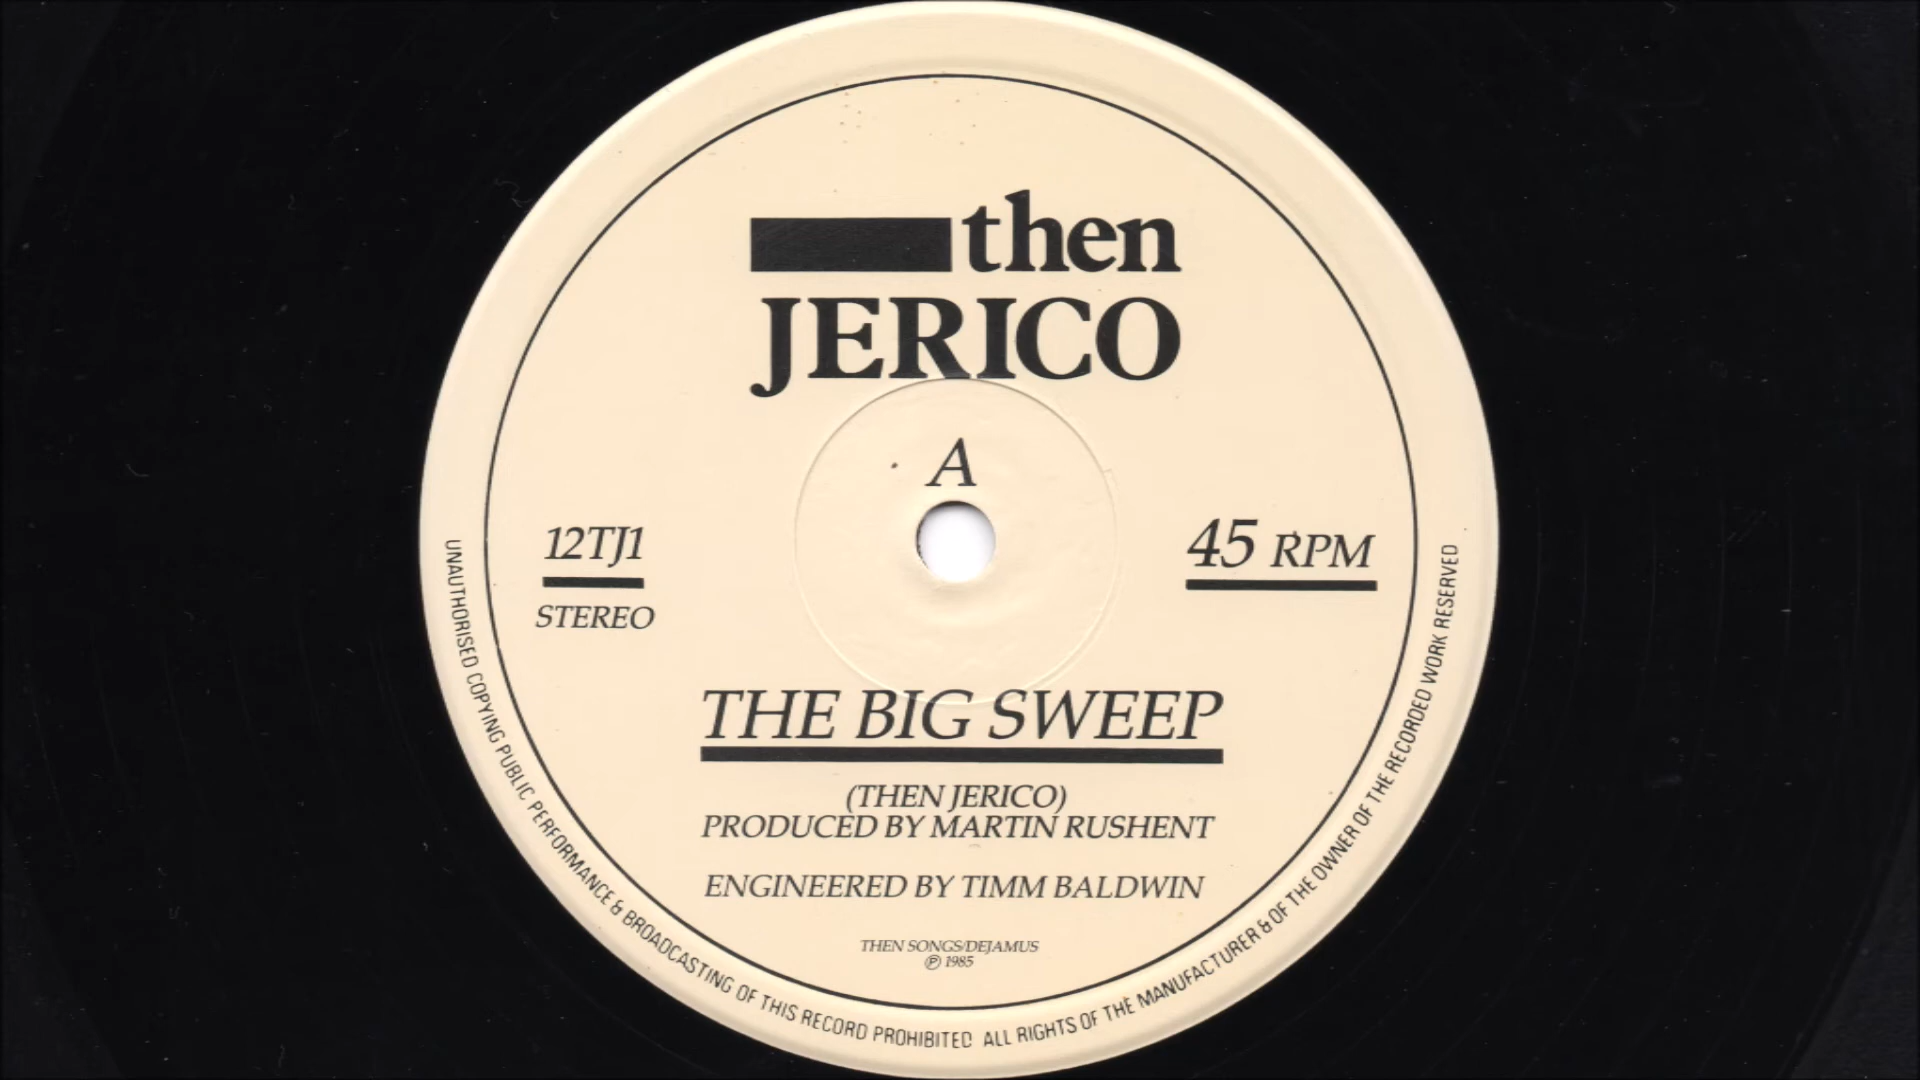 then
JERICO
A
12TJ1
STEREO
45 RPM
THE BIG SWEEP
(THEN JERICO)
PRODUCED BY MARTIN RUSHENT
ENGINEERED BY TIMM BALDWIN
THEN SONGS/DEJAMUS
℗ 1985
UNAUTHORISED COPYING PUBLIC PERFORMANCE & BROADCASTING OF THIS RECORD PROHIBITED ALL RIGHTS OF THE MANUFACTURER & OF THE OWNER OF THE RECORDED WORK RESERVED